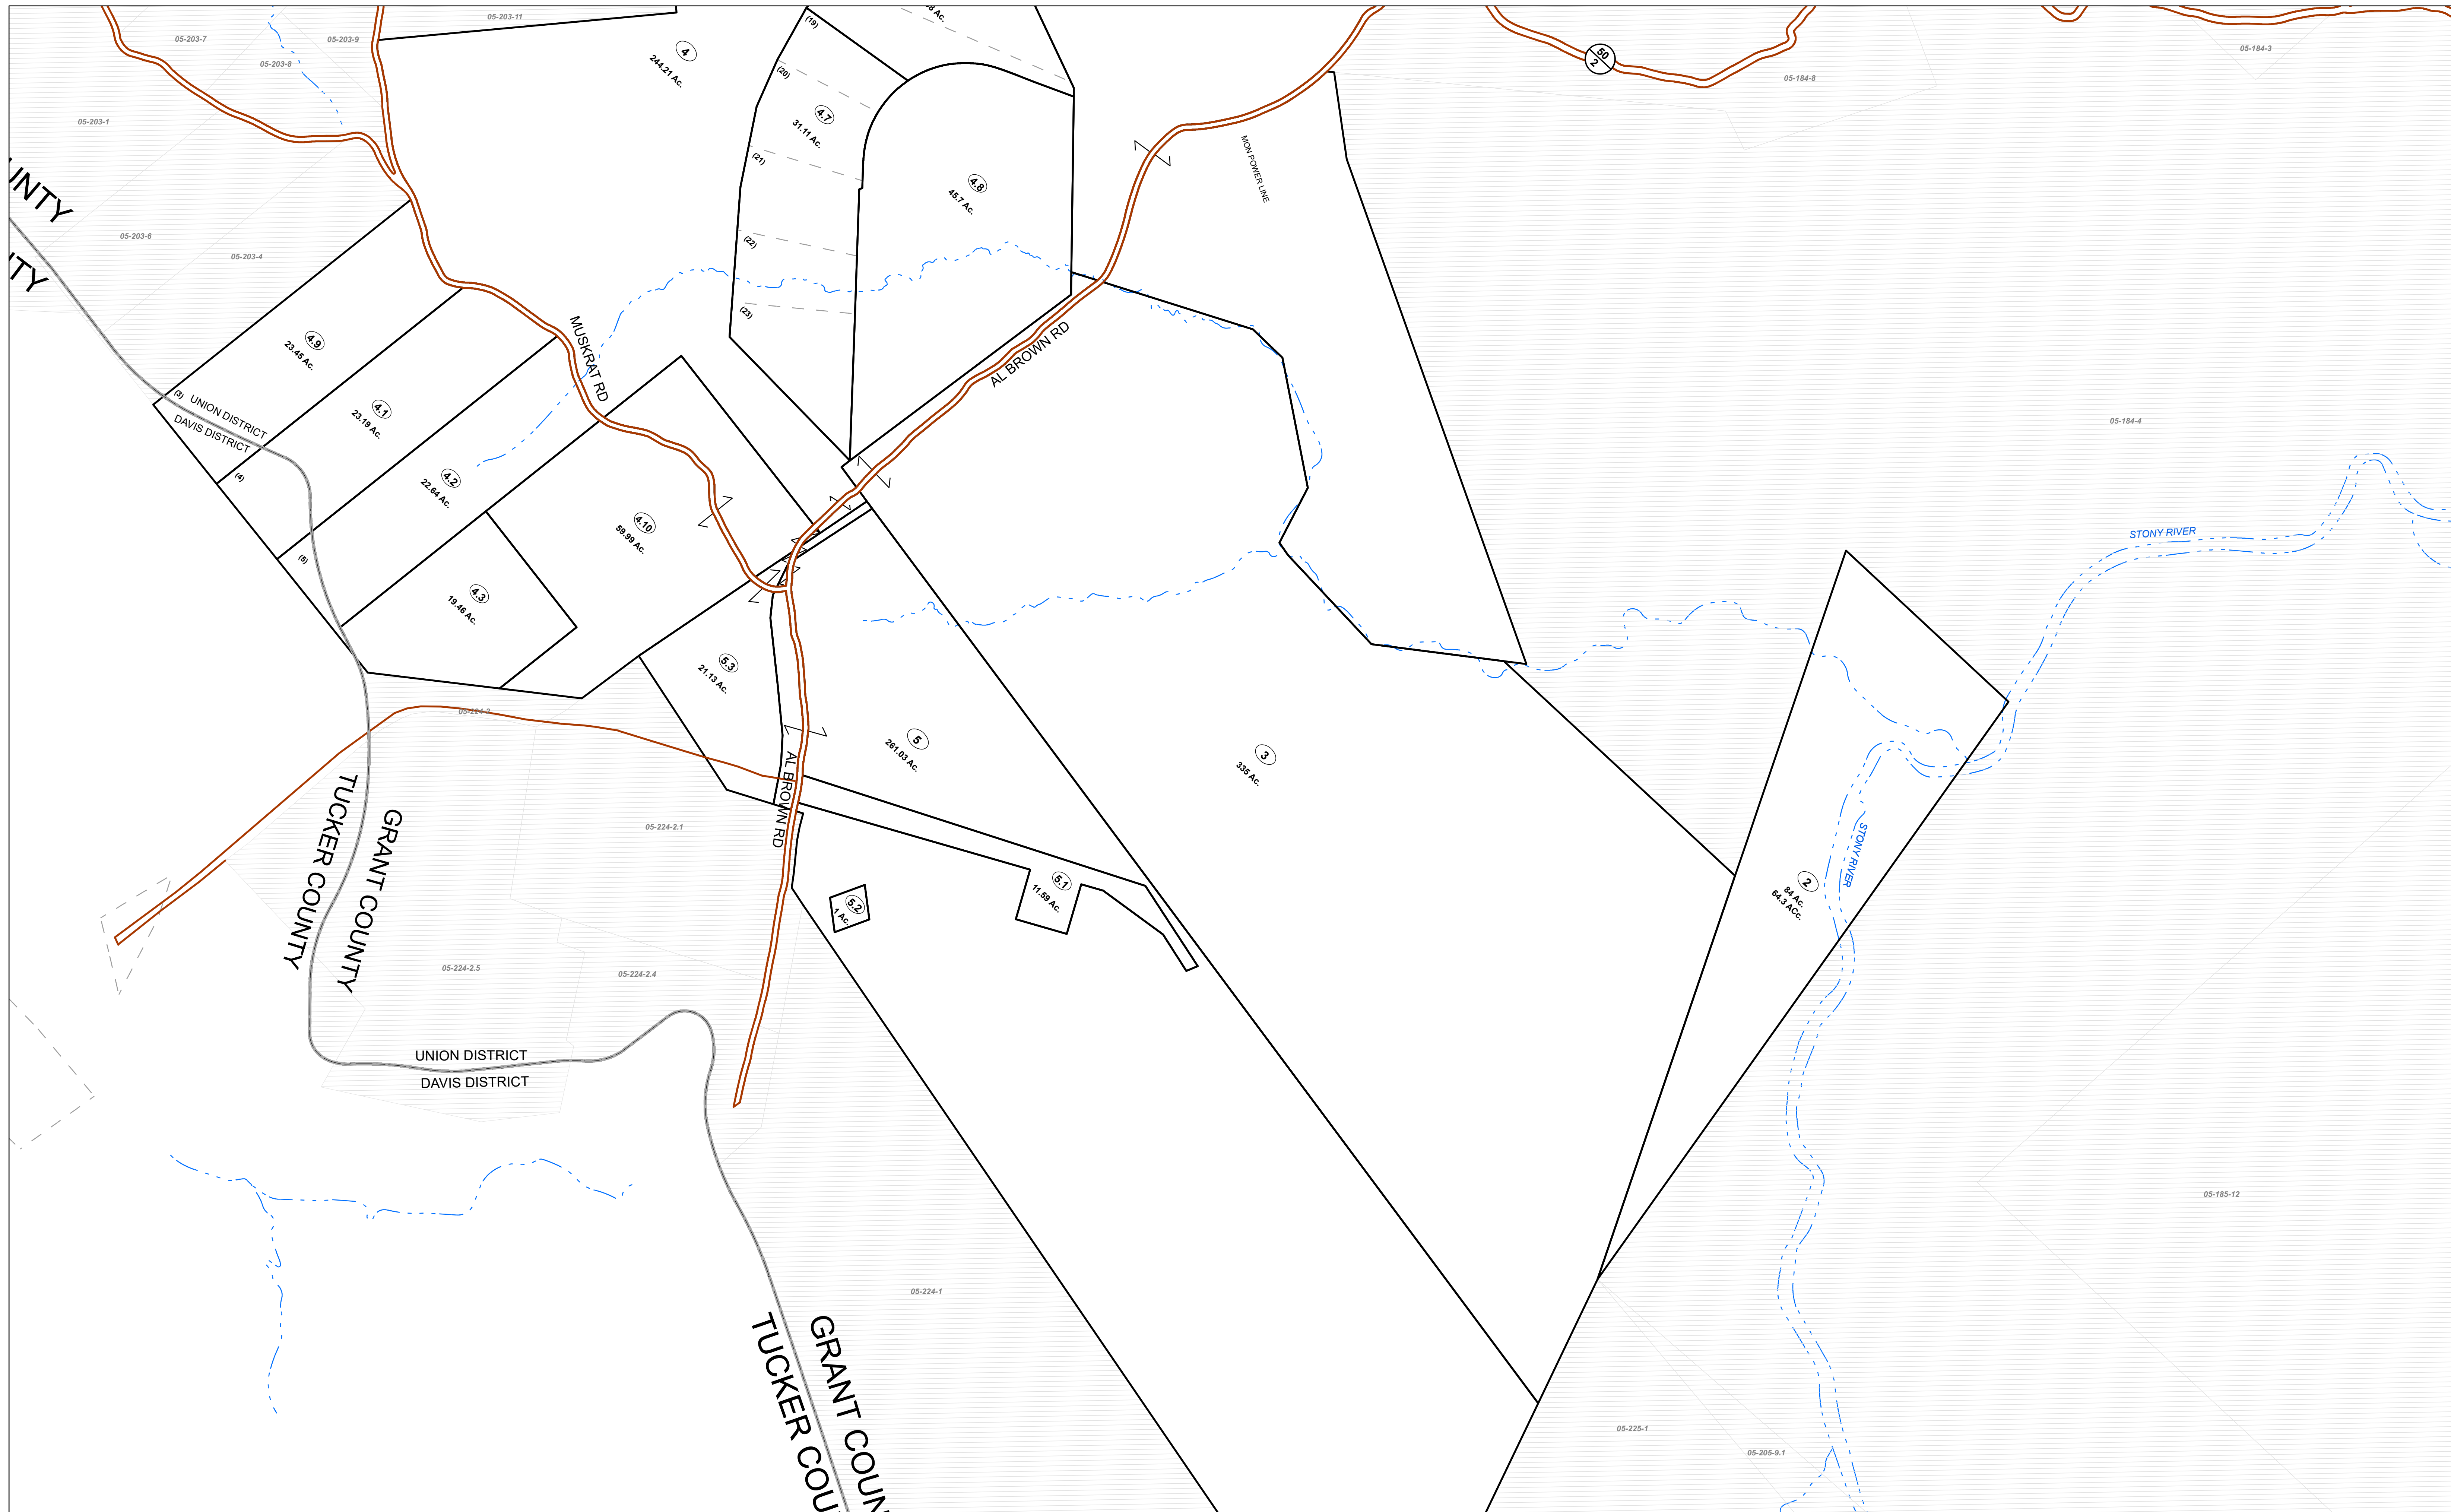 05-203-11
05-203-7
05-203-9
05-203-8
05-203-1
05-203-6
05-203-4
4
244.21 Ac.
(19)
(20)
(21)
(22)
(23)
4.7
31.11 Ac.
4.8
45.7 Ac.
MON POWER LINE
50
2
05-184-8
05-184-3
05-184-4
UNTY
4.9
23.45 Ac.
(3)
UNION DISTRICT
DAVIS DISTRICT
4.1
23.19 Ac.
(4)
4.2
22.64 Ac.
(5)
MUSKRAT RD
AL BROWN RD
4.10
59.99 Ac.
4.3
19.46 Ac.
5.3
21.13 Ac.
STONY RIVER
5
261.03 Ac.
3
335 Ac.
05-224-2
AL BROWN RD
TUCKER COUNTY
GRANT COUNTY
05-224-2.1
5.2
1 Ac.
5.1
11.59 Ac.
2
84 Ac.
64.3 ACc.
STONY RIVER
05-224-2.5
05-224-2.4
UNION DISTRICT
DAVIS DISTRICT
05-185-12
05-224-1
GRANT COUN
TUCKER COU
05-225-1
05-205-9.1